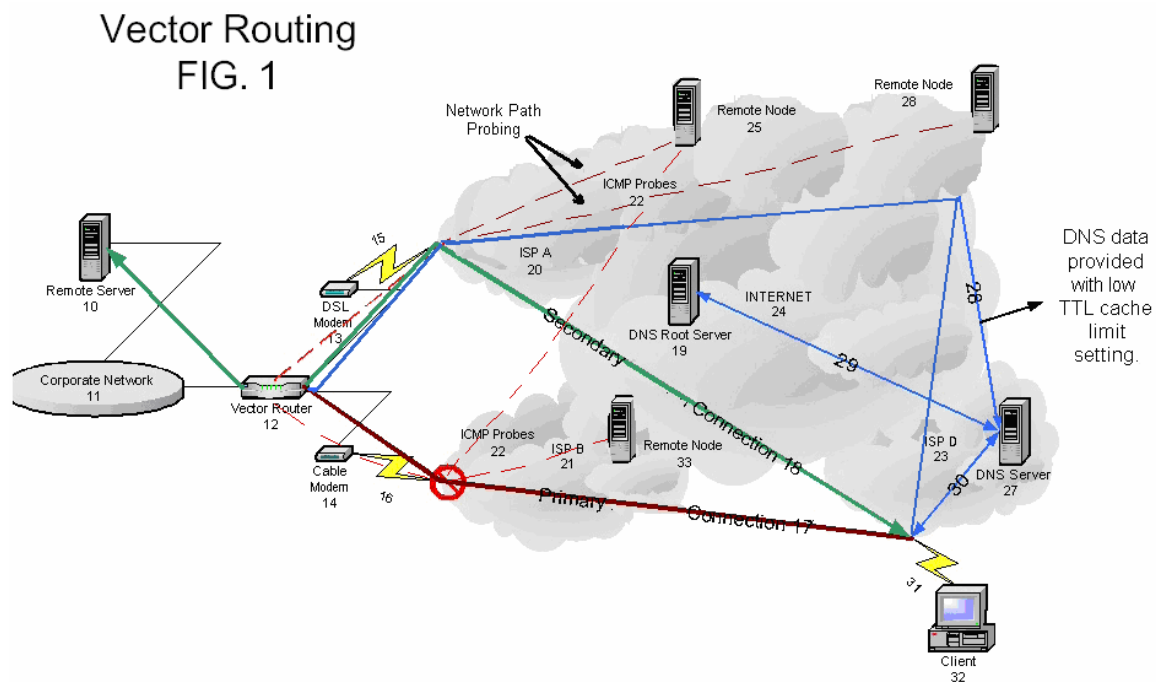 Vector Routing
FIG. 1
Network Path
Probing
Remote Node
25
Remote Node
28
ICMP Probes
22
15
ISP A
20
Remote Server
10
DSL
Modem
13
DNS Root Server
19
INTERNET
24
28
DNS data
provided
with low
TTL cache
limit
setting.
Secondary
Connection 18
29
Corporate Network
11
Vector Router
12
Cable
Modem
14
16
ICMP Probes
22
ISP B
21
Remote Node
33
ISP D
23
DNS Server
27
30
Primary
Connection 17
31
Client
32